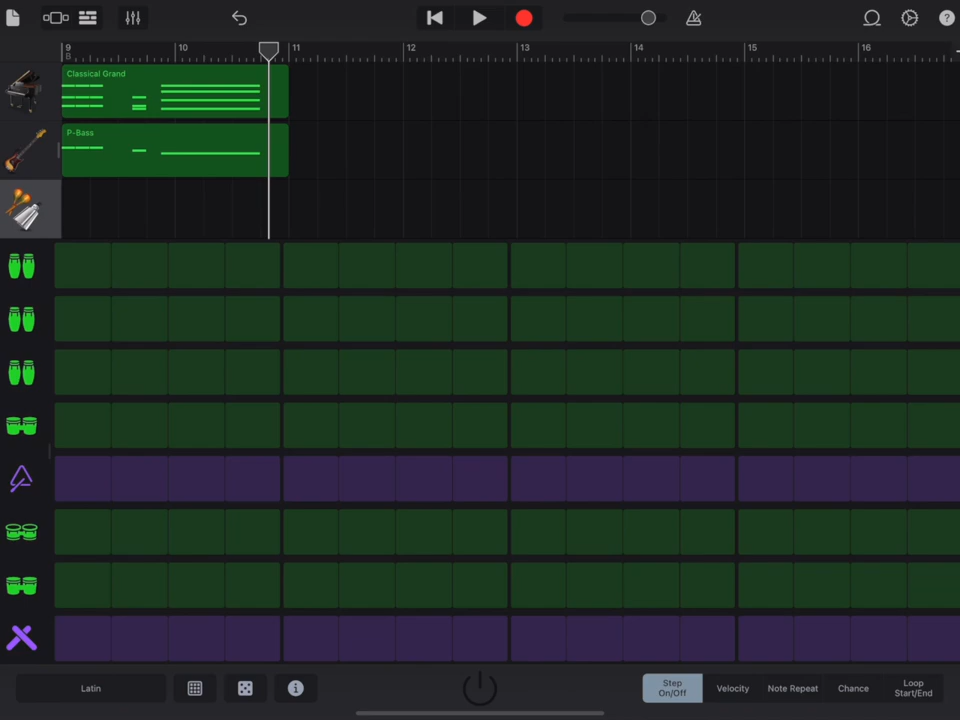 ?
9 10 11 12 13 14 15 16
B
Classical Grand
P-Bass
Latin
Step
On/Off
Velocity
Note Repeat
Chance
Loop
Start/End